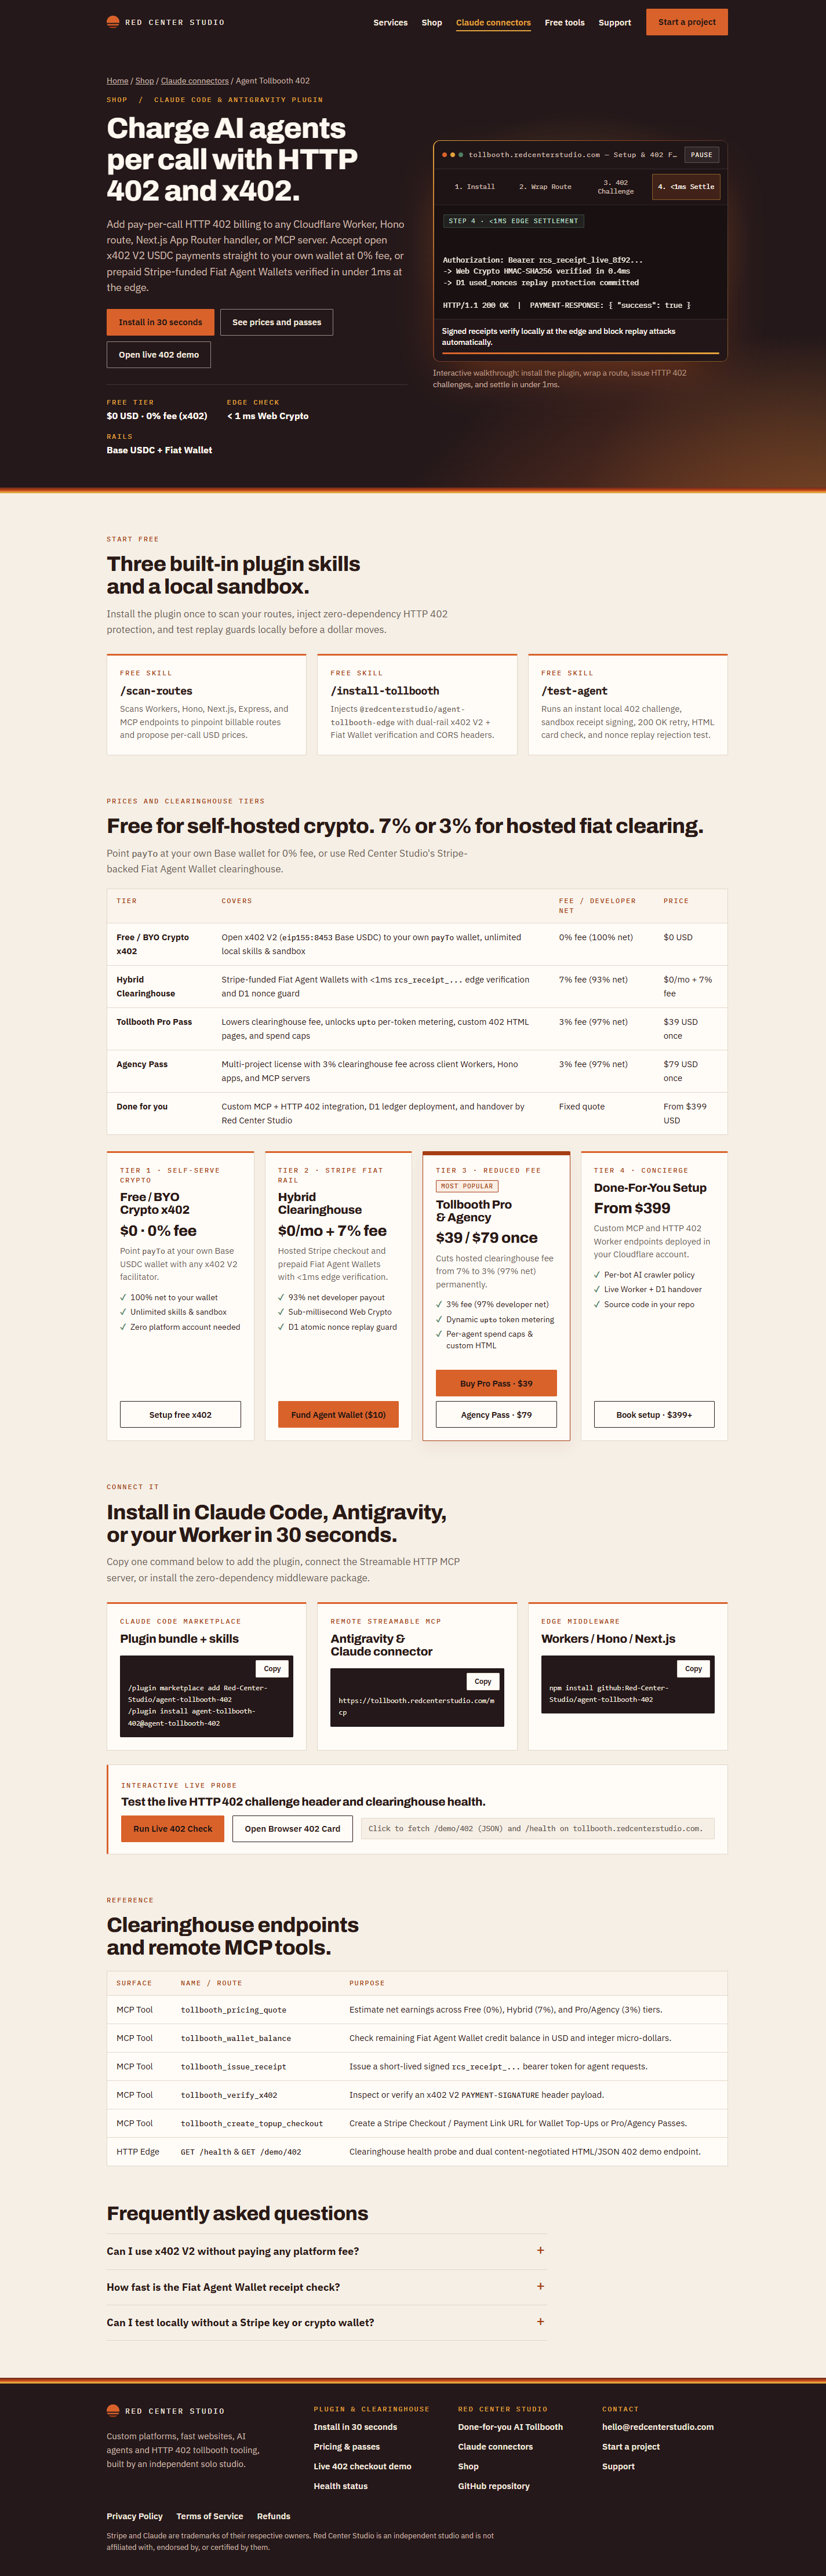 RED CENTER STUDIO
Services Shop Claude connectors Free tools Support Start a project
Home / Shop / Claude connectors / Agent Tollbooth 402
SHOP / CLAUDE CODE & ANTIGRAVITY PLUGIN
Charge AI agents
per call with HTTP
402 and x402.
Add pay-per-call HTTP 402 billing to any Cloudflare Worker, Hono
route, Next.js App Router handler, or MCP server. Accept open
x402 V2 USDC payments straight to your own wallet at 0% fee, or
prepaid Stripe-funded Fiat Agent Wallets verified in under 1ms at
the edge.
Install in 30 seconds See prices and passes
Open live 402 demo
FREE TIER EDGE CHECK
$0 USD · 0% fee (x402) < 1 ms Web Crypto
RAILS
Base USDC + Fiat Wallet
tollbooth.redcenterstudio.com — Setup & 402 F… PAUSE
1. Install 2. Wrap Route 3. 402 Challenge 4. <1ms Settle
STEP 4 · <1MS EDGE SETTLEMENT
Authorization: Bearer rcs_receipt_live_8f92...
-> Web Crypto HMAC-SHA256 verified in 0.4ms
-> D1 used_nonces replay protection committed
HTTP/1.1 200 OK | PAYMENT-RESPONSE: { "success": true }
Signed receipts verify locally at the edge and block replay attacks
automatically.
Interactive walkthrough: install the plugin, wrap a route, issue HTTP 402
challenges, and settle in under 1ms.
START FREE
Three built-in plugin skills
and a local sandbox.
Install the plugin once to scan your routes, inject zero-dependency HTTP 402
protection, and test replay guards locally before a dollar moves.
FREE SKILL
/scan-routes
Scans Workers, Hono, Next.js, Express, and
MCP endpoints to pinpoint billable routes
and propose per-call USD prices.
FREE SKILL
/install-tollbooth
Injects @redcenterstudio/agent-
tollbooth-edge with dual-rail x402 V2 +
Fiat Wallet verification and CORS headers.
FREE SKILL
/test-agent
Runs an instant local 402 challenge,
sandbox receipt signing, 200 OK retry, HTML
card check, and nonce replay rejection test.
PRICES AND CLEARINGHOUSE TIERS
Free for self-hosted crypto. 7% or 3% for hosted fiat clearing.
Point payTo at your own Base wallet for 0% fee, or use Red Center Studio's Stripe-
backed Fiat Agent Wallet clearinghouse.
TIER COVERS FEE / DEVELOPER NET PRICE
Free / BYO Crypto x402 Open x402 V2 (eip155:8453 Base USDC) to your own payTo wallet, unlimited local skills & sandbox 0% fee (100% net) $0 USD
Hybrid Clearinghouse Stripe-funded Fiat Agent Wallets with <1ms rcs_receipt_... edge verification and D1 nonce guard 7% fee (93% net) $0/mo + 7% fee
Tollbooth Pro Pass Lowers clearinghouse fee, unlocks upto per-token metering, custom 402 HTML pages, and spend caps 3% fee (97% net) $39 USD once
Agency Pass Multi-project license with 3% clearinghouse fee across client Workers, Hono apps, and MCP servers 3% fee (97% net) $79 USD once
Done for you Custom MCP + HTTP 402 integration, D1 ledger deployment, and handover by Red Center Studio Fixed quote From $399 USD
TIER 1 · SELF-SERVE
CRYPTO
Free / BYO
Crypto x402
$0 · 0% fee
Point payTo at your own Base
USDC wallet with any x402 V2
facilitator.
✓ 100% net to your wallet
✓ Unlimited skills & sandbox
✓ Zero platform account needed
Setup free x402
TIER 2 · STRIPE FIAT
RAIL
Hybrid
Clearinghouse
$0/mo + 7% fee
Hosted Stripe checkout and
prepaid Fiat Agent Wallets
with <1ms edge verification.
✓ 93% net developer payout
✓ Sub-millisecond Web Crypto
✓ D1 atomic nonce replay guard
Fund Agent Wallet ($10)
TIER 3 · REDUCED FEE
MOST POPULAR
Tollbooth Pro
& Agency
$39 / $79 once
Cuts hosted clearinghouse fee
from 7% to 3% (97% net)
permanently.
✓ 3% fee (97% developer net)
✓ Dynamic upto token metering
✓ Per-agent spend caps &
custom HTML
Buy Pro Pass · $39
Agency Pass · $79
TIER 4 · CONCIERGE
Done-For-You Setup
From $399
Custom MCP and HTTP 402
Worker endpoints deployed in
your Cloudflare account.
✓ Per-bot AI crawler policy
✓ Live Worker + D1 handover
✓ Source code in your repo
Book setup · $399+
CONNECT IT
Install in Claude Code, Antigravity,
or your Worker in 30 seconds.
Copy one command below to add the plugin, connect the Streamable HTTP MCP
server, or install the zero-dependency middleware package.
CLAUDE CODE MARKETPLACE
Plugin bundle + skills
Copy
/plugin marketplace add Red-Center-
Studio/agent-tollbooth-402
/plugin install agent-tollbooth-
402@agent-tollbooth-402
REMOTE STREAMABLE MCP
Antigravity &
Claude connector
Copy
https://tollbooth.redcenterstudio.com/m
cp
EDGE MIDDLEWARE
Workers / Hono / Next.js
Copy
npm install github:Red-Center-
Studio/agent-tollbooth-402
INTERACTIVE LIVE PROBE
Test the live HTTP 402 challenge header and clearinghouse health.
Run Live 402 Check Open Browser 402 Card Click to fetch /demo/402 (JSON) and /health on tollbooth.redcenterstudio.com.
REFERENCE
Clearinghouse endpoints
and remote MCP tools.
SURFACE NAME / ROUTE PURPOSE
MCP Tool tollbooth_pricing_quote Estimate net earnings across Free (0%), Hybrid (7%), and Pro/Agency (3%) tiers.
MCP Tool tollbooth_wallet_balance Check remaining Fiat Agent Wallet credit balance in USD and integer micro-dollars.
MCP Tool tollbooth_issue_receipt Issue a short-lived signed rcs_receipt_... bearer token for agent requests.
MCP Tool tollbooth_verify_x402 Inspect or verify an x402 V2 PAYMENT-SIGNATURE header payload.
MCP Tool tollbooth_create_topup_checkout Create a Stripe Checkout / Payment Link URL for Wallet Top-Ups or Pro/Agency Passes.
HTTP Edge GET /health & GET /demo/402 Clearinghouse health probe and dual content-negotiated HTML/JSON 402 demo endpoint.
Frequently asked questions
Can I use x402 V2 without paying any platform fee? +
How fast is the Fiat Agent Wallet receipt check? +
Can I test locally without a Stripe key or crypto wallet? +
RED CENTER STUDIO
Custom platforms, fast websites, AI
agents and HTTP 402 tollbooth tooling,
built by an independent solo studio.
PLUGIN & CLEARINGHOUSE
Install in 30 seconds
Pricing & passes
Live 402 checkout demo
Health status
RED CENTER STUDIO
Done-for-you AI Tollbooth
Claude connectors
Shop
GitHub repository
CONTACT
hello@redcenterstudio.com
Start a project
Support
Privacy Policy Terms of Service Refunds
Stripe and Claude are trademarks of their respective owners. Red Center Studio is an independent studio and is not
affiliated with, endorsed by, or certified by them.